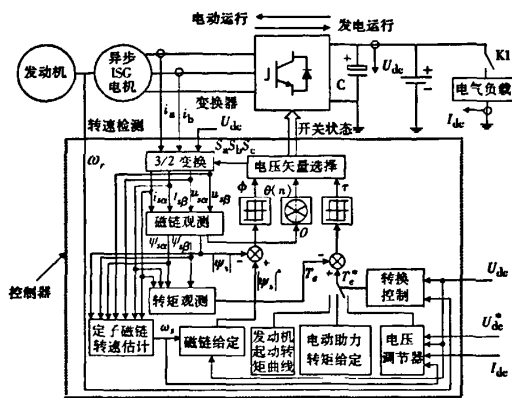 电动运行
发电运行
发动机
异步
ISG
电机
变换器
C
U_dc
K1
电气负载
I_dc
转速检测
i_a
i_b
U_dc
开关状态
ω_r
S_a S_b S_c
3/2 变换
电压矢量选择
i_sα
i_sβ
u_sα
u_sβ
ϕ
θ(n)
τ
磁链观测
O
ψ_sα
ψ_sβ
|ψ_s|
|ψ_s|*
T_e
T_e*
控制器
转矩观测
转换
控制
U_dc
定子磁链
转速估计
ω_s
磁链给定
发动机
起动转
矩曲线
电动助力
转矩给定
电压
调节器
U_dc*
I_dc